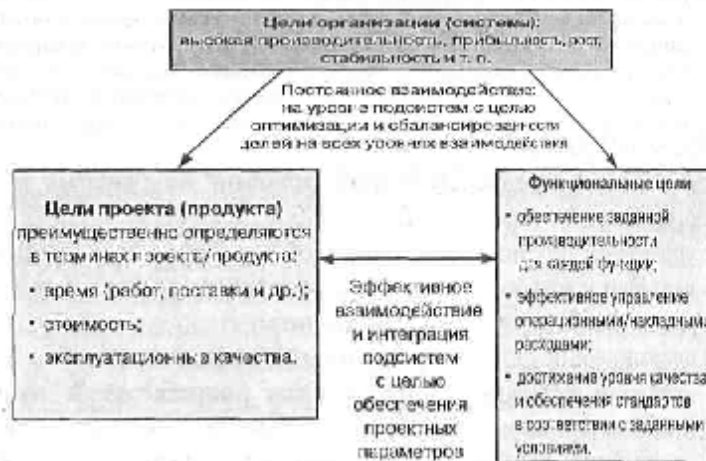 Цели организации (системы):
высокая производительность, прибыльность, рост,
стабильность и т. п.
Постоянное взаимодействие:
на уровне подсистем с целью
оптимизации и сбалансированности
целей на всех уровнях взаимодействия
Цели проекта (продукта)
преимущественно определяются
в терминах проекта/продукта:
• время (работ, поставки и др.);
• стоимость;
• эксплуатационные качества.
Эффективное
взаимодействие
и интеграция
подсистем
с целью
обеспечения
проектных
параметров
Функциональные цели
• обеспечение заданной
производительности
для каждой функции;
• эффективное управление
операционными/накладными
расходами;
• достижение уровня качества
и обеспечения стандартов
в соответствии с заданными
условиями.